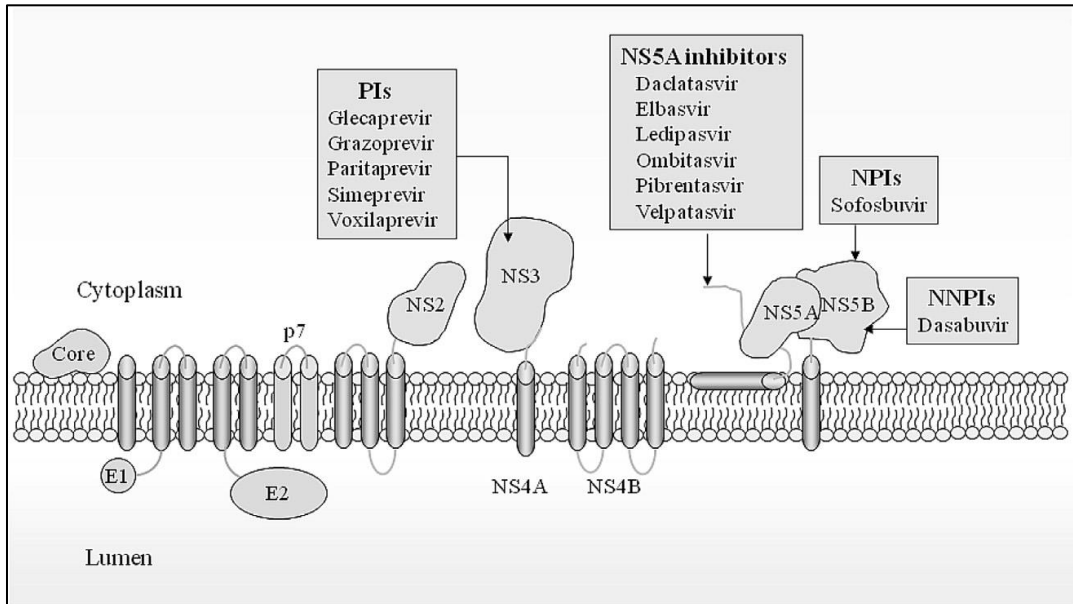 PIs
Glecaprevir
Grazoprevir
Paritaprevir
Simeprevir
Voxilaprevir
NS5A inhibitors
Daclatasvir
Elbasvir
Ledipasvir
Ombitasvir
Pibrentasvir
Velpatasvir
NPIs
Sofosbuvir
NNPIs
Dasabuvir
Cytoplasm
Core
p7
NS2
NS3
NS5A
NS5B
E1
E2
NS4A
NS4B
Lumen